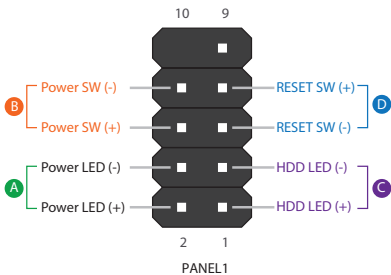 10 9
Power SW (-) RESET SW (+)
B D
Power SW (+) RESET SW (-)
Power LED (-) HDD LED (-)
A C
Power LED (+) HDD LED (+)
2 1
PANEL1